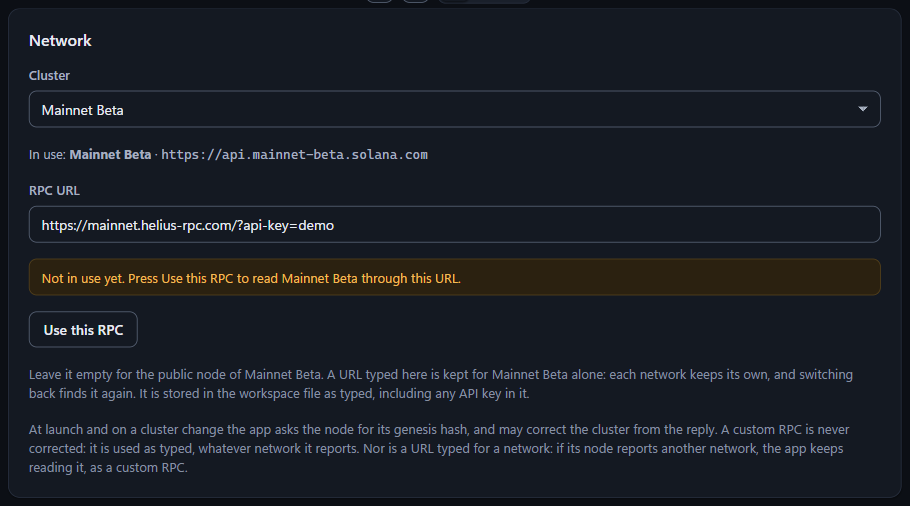 Network
Cluster
Mainnet Beta
In use: Mainnet Beta · https://api.mainnet-beta.solana.com
RPC URL
https://mainnet.helius-rpc.com/?api-key=demo
Not in use yet. Press Use this RPC to read Mainnet Beta through this URL.
Use this RPC
Leave it empty for the public node of Mainnet Beta. A URL typed here is kept for Mainnet Beta alone: each network keeps its own, and switching
back finds it again. It is stored in the workspace file as typed, including any API key in it.
At launch and on a cluster change the app asks the node for its genesis hash, and may correct the cluster from the reply. A custom RPC is never
corrected: it is used as typed, whatever network it reports. Nor is a URL typed for a network: if its node reports another network, the app keeps
reading it, as a custom RPC.